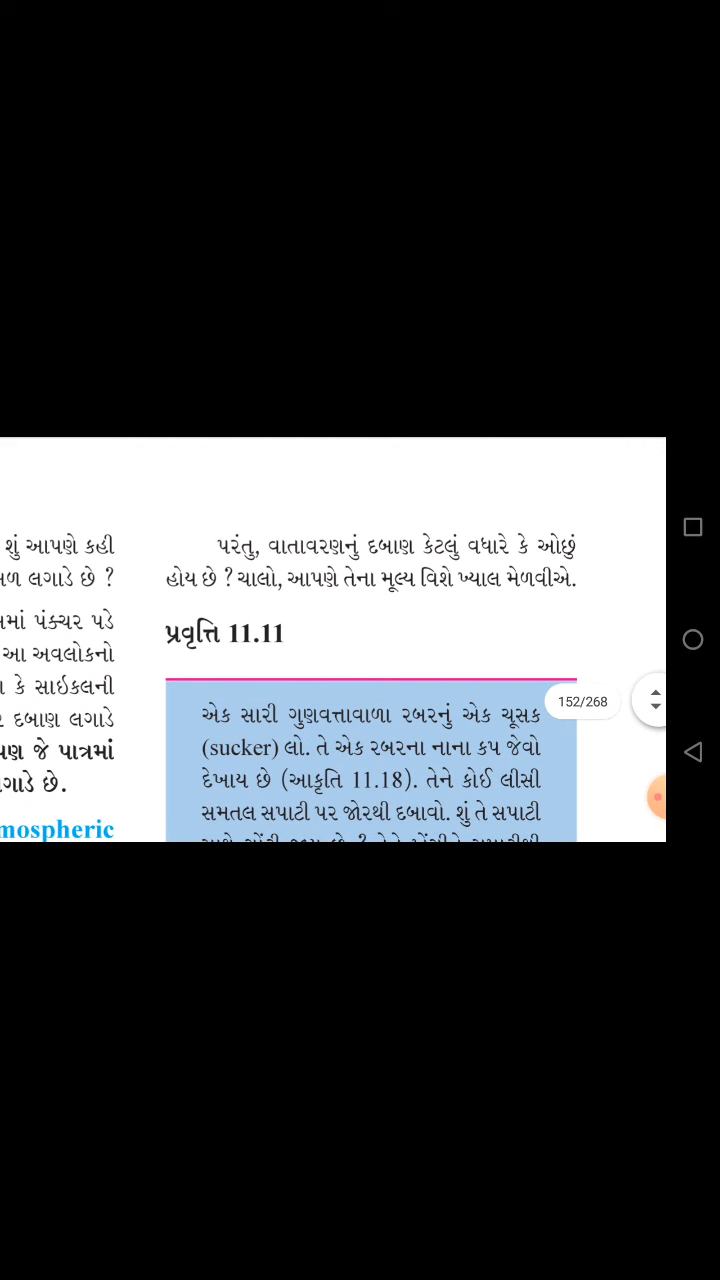 શું આપણે કહી
લગાડે છે ?
પંક્ચર પડે
આ અવલોકનો
કે સાઇકલની
દબાણ લગાડે
જે પાત્રમાં
છે.
mospheric
પરંતુ, વાતાવરણનું દબાણ કેટલું વધારે કે ઓછું
હોય છે ? ચાલો, આપણે તેના મૂલ્ય વિશે ખ્યાલ મેળવીએ.
પ્રવૃત્તિ 11.11
એક સારી ગુણવત્તાવાળા રબરનું એક ચૂસક
(sucker) લો. તે એક રબરના નાના કપ જેવો
દેખાય છે (આકૃતિ 11.18). તેને કોઈ લીસી
સમતલ સપાટી પર જોરથી દબાવો. શું તે સપાટી
152/268